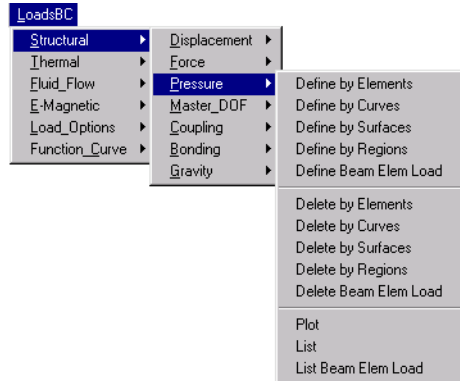 LoadsBC
Structural
Thermal
Fluid_Flow
E-Magnetic
Load_Options
Function_Curve
Displacement
Force
Pressure
Master_DOF
Coupling
Bonding
Gravity
Define by Elements
Define by Curves
Define by Surfaces
Define by Regions
Define Beam Elem Load
Delete by Elements
Delete by Curves
Delete by Surfaces
Delete by Regions
Delete Beam Elem Load
Plot
List
List Beam Elem Load